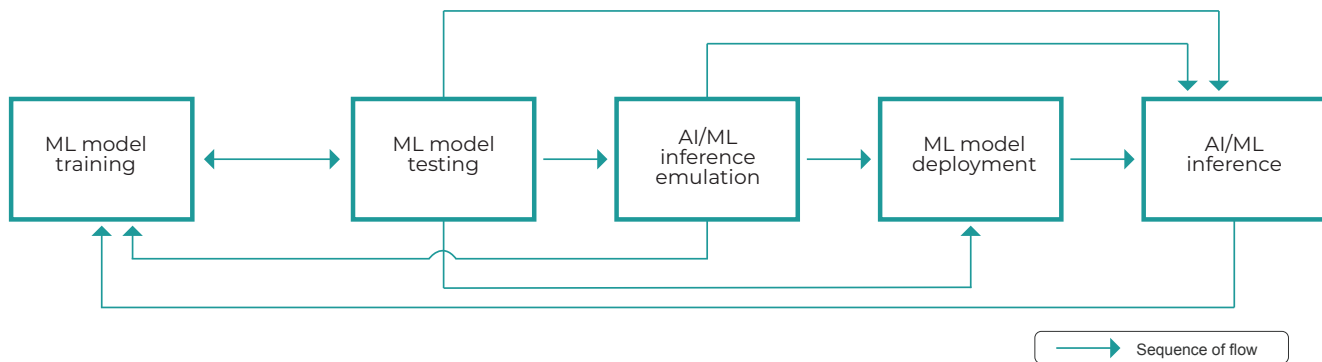 ML model
training
ML model
testing
AI/ML
inference
emulation
ML model
deployment
AI/ML
inference
Sequence of flow